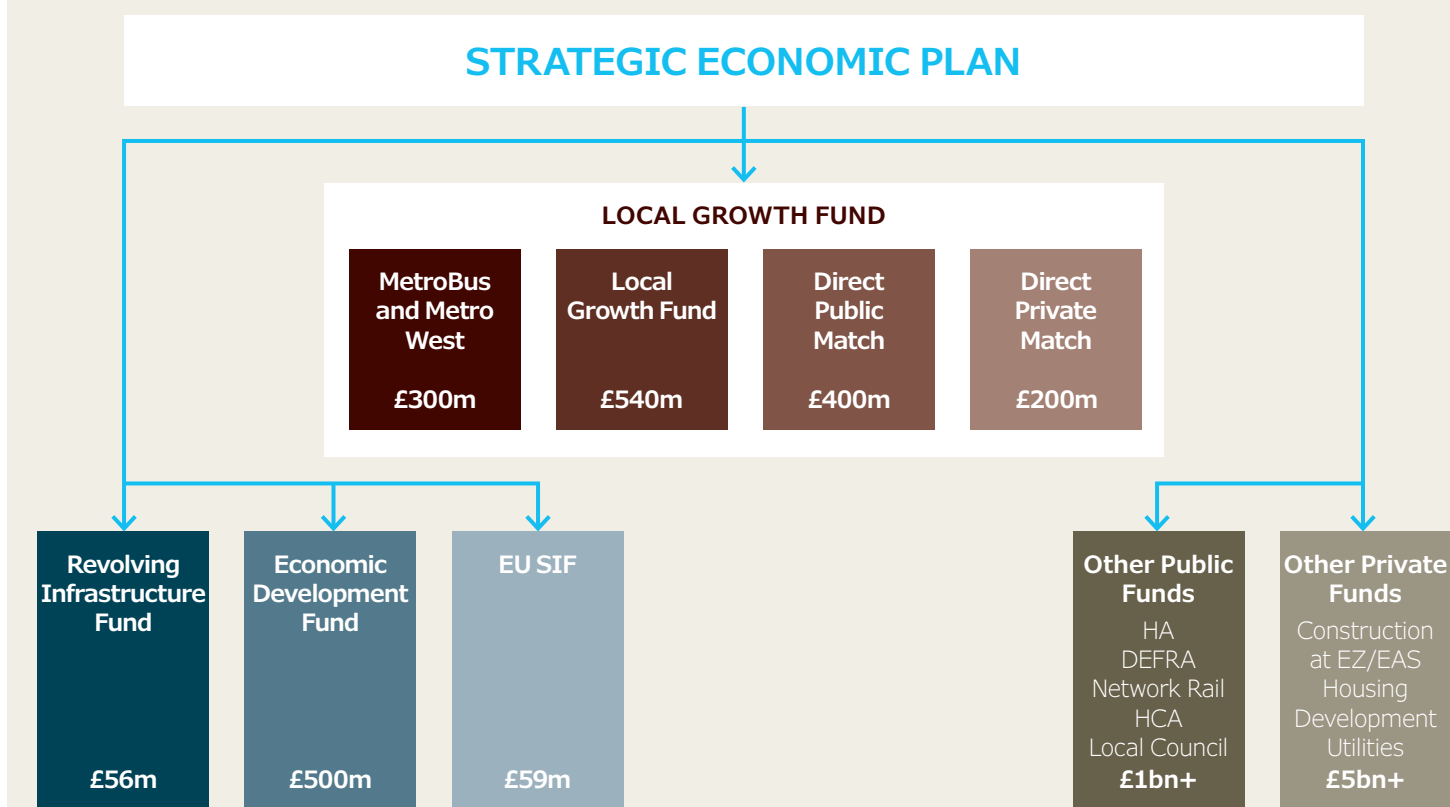 STRATEGIC ECONOMIC PLAN
LOCAL GROWTH FUND
MetroBus
and Metro
West
£300m
Local
Growth Fund
£540m
Direct
Public
Match
£400m
Direct
Private
Match
£200m
Revolving
Infrastructure
Fund
£56m
Economic
Development
Fund
£500m
EU SIF
£59m
Other Public
Funds
HA
DEFRA
Network Rail
HCA
Local Council
£1bn+
Other Private
Funds
Construction
at EZ/EAS
Housing
Development
Utilities
£5bn+